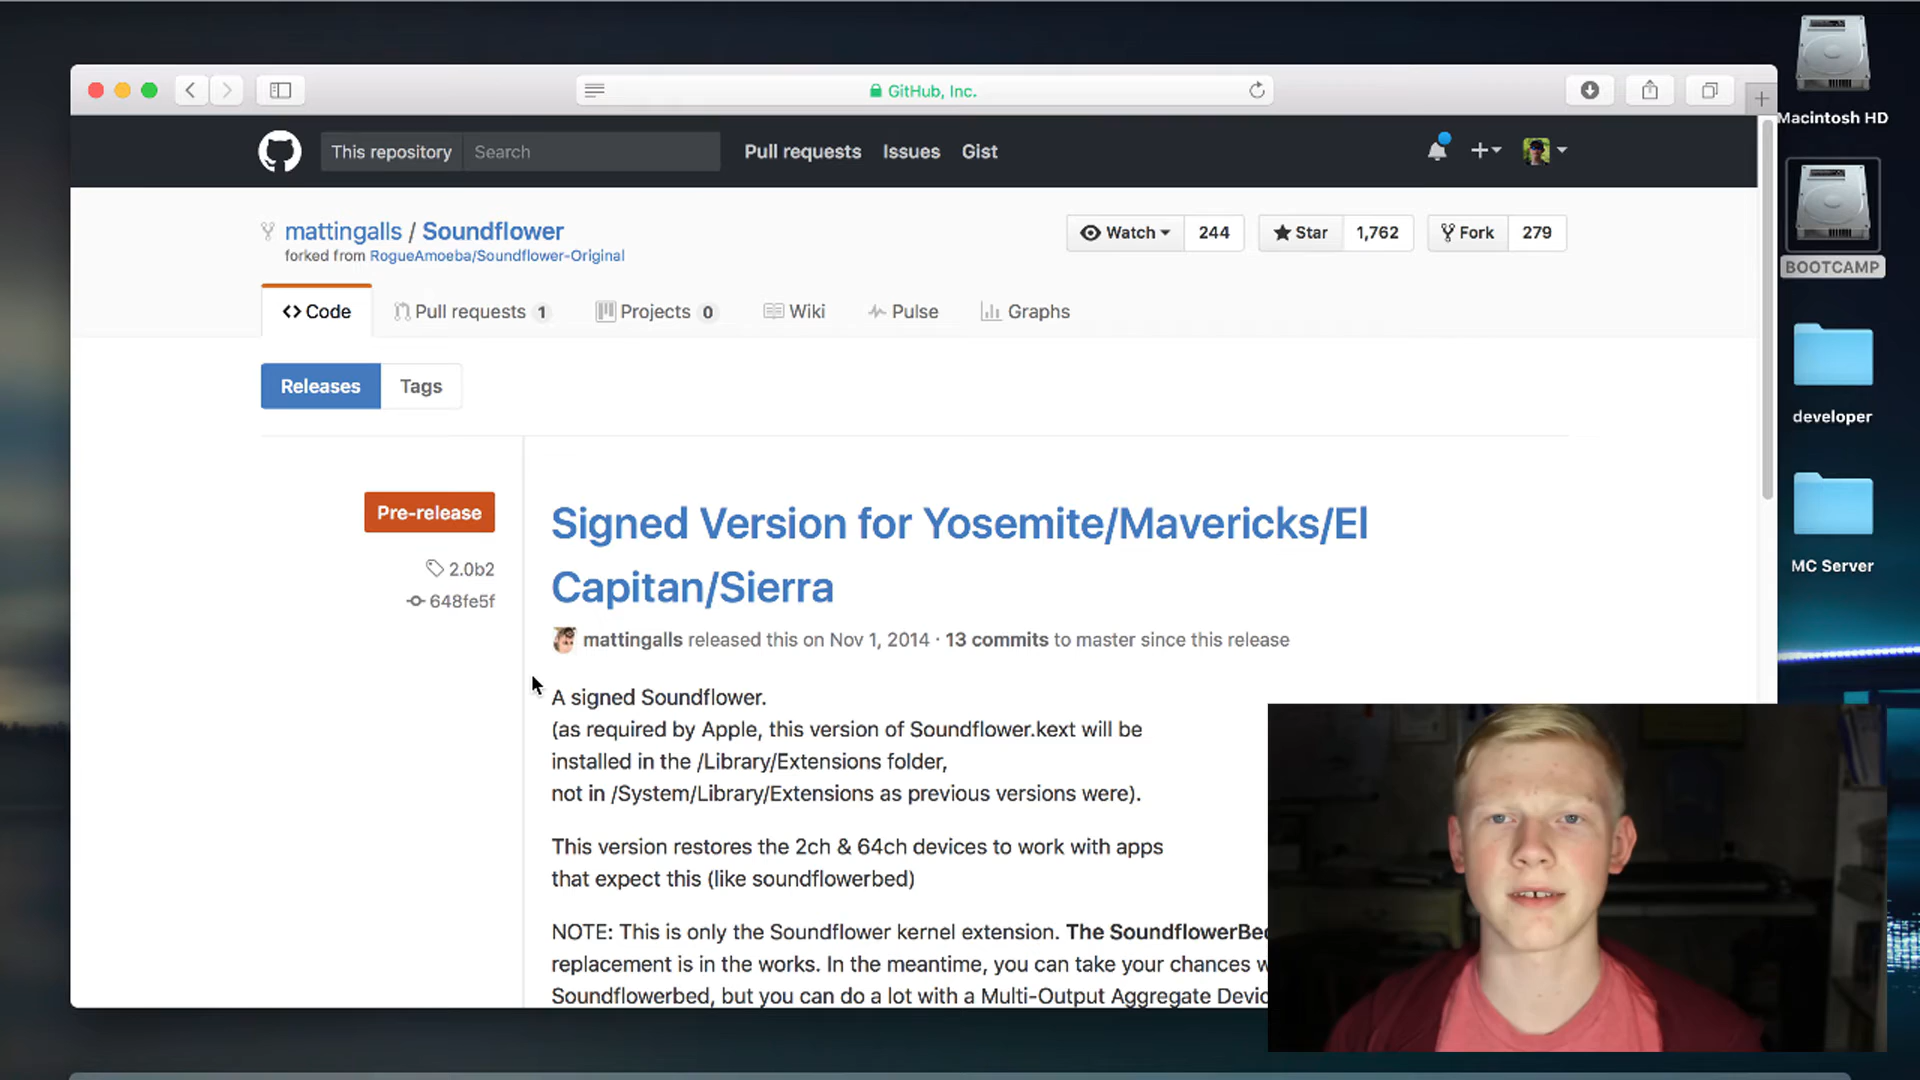 GitHub, Inc.
This repository Search Pull requests Issues Gist
Macintosh HD
mattingalls / Soundflower
Watch 244 Star 1,762 Fork 279
forked from RogueAmoeba/Soundflower-Original
BOOTCAMP
Code Pull requests 1 Projects 0 Wiki Pulse Graphs
Releases Tags
developer
Pre-release
2.0b2
648fe5f
Signed Version for Yosemite/Mavericks/El
Capitan/Sierra
MC Server
mattingalls released this on Nov 1, 2014 · 13 commits to master since this release
A signed Soundflower.
(as required by Apple, this version of Soundflower.kext will be
installed in the /Library/Extensions folder,
not in /System/Library/Extensions as previous versions were).
This version restores the 2ch & 64ch devices to work with apps
that expect this (like soundflowerbed)
NOTE: This is only the Soundflower kernel extension. The SoundflowerBe
replacement is in the works. In the meantime, you can take your chances
Soundflowerbed, but you can do a lot with a Multi-Output Aggregate Devi